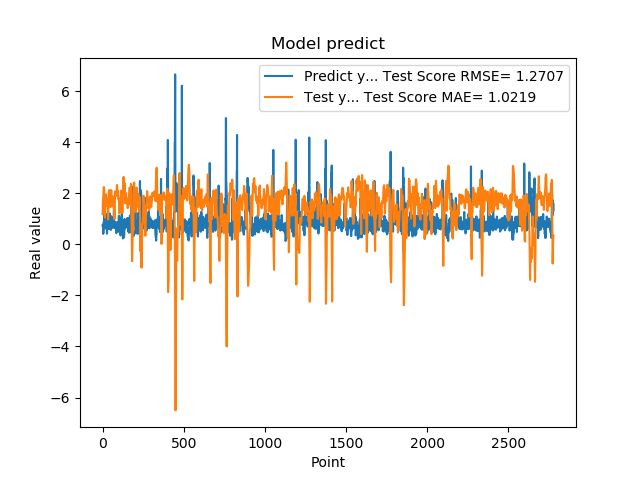 Model predict
Predict y... Test Score RMSE= 1.2707
Test y... Test Score MAE= 1.0219
6
4
2
0
−2
−4
−6
Real value
0 500 1000 1500 2000 2500
Point